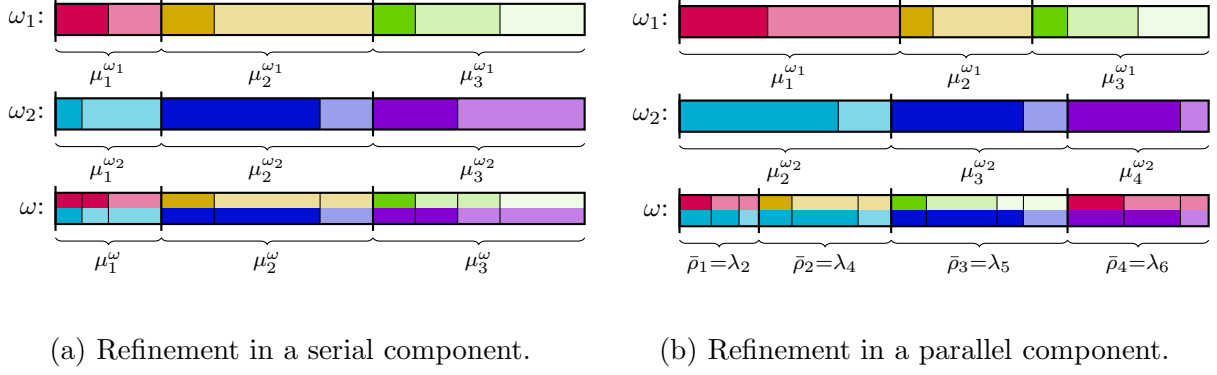 ω₁: ω₁:
μ₁^ω₁ μ₂^ω₁ μ₃^ω₁ μ₁^ω₁ μ₂^ω₁ μ₃^ω₁
ω₂: ω₂:
μ₁^ω₂ μ₂^ω₂ μ₃^ω₂ μ₂^ω₂ μ₃^ω₂ μ₄^ω₂
ω: ω:
μ₁^ω μ₂^ω μ₃^ω ρ̄₁=λ₂ ρ̄₂=λ₄ ρ̄₃=λ₅ ρ̄₄=λ₆
(a) Refinement in a serial component. (b) Refinement in a parallel component.